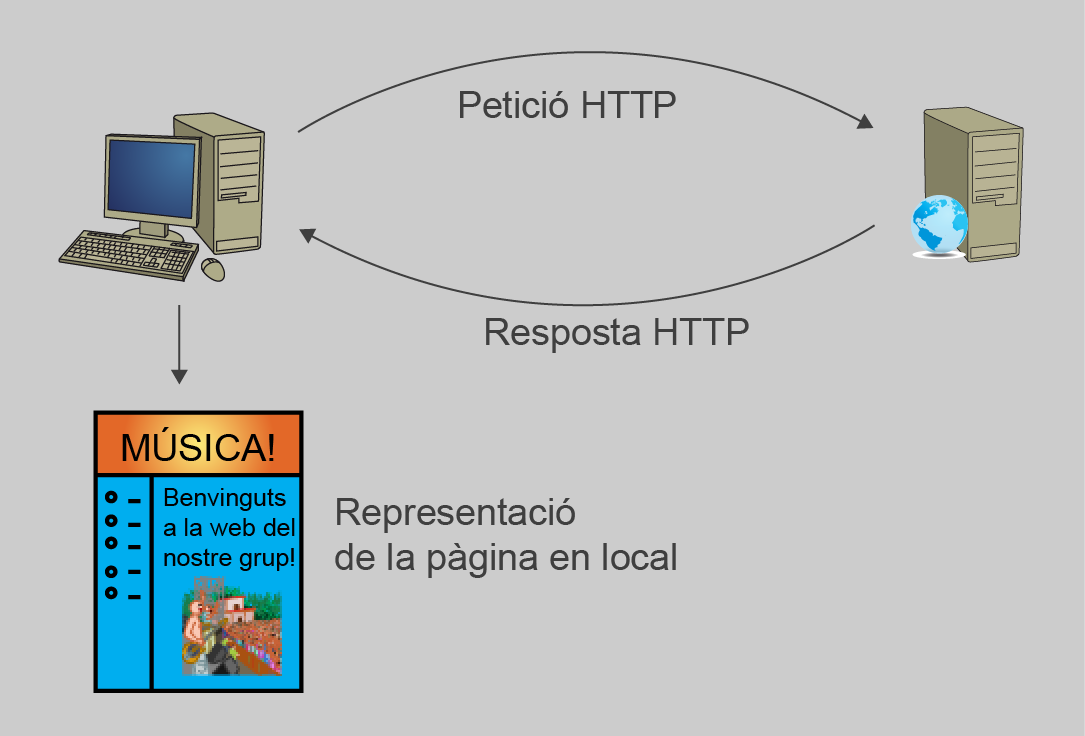 Petició HTTP
Resposta HTTP
MÚSICA!
Benvinguts
a la web del
nostre grup!
Representació
de la pàgina en local